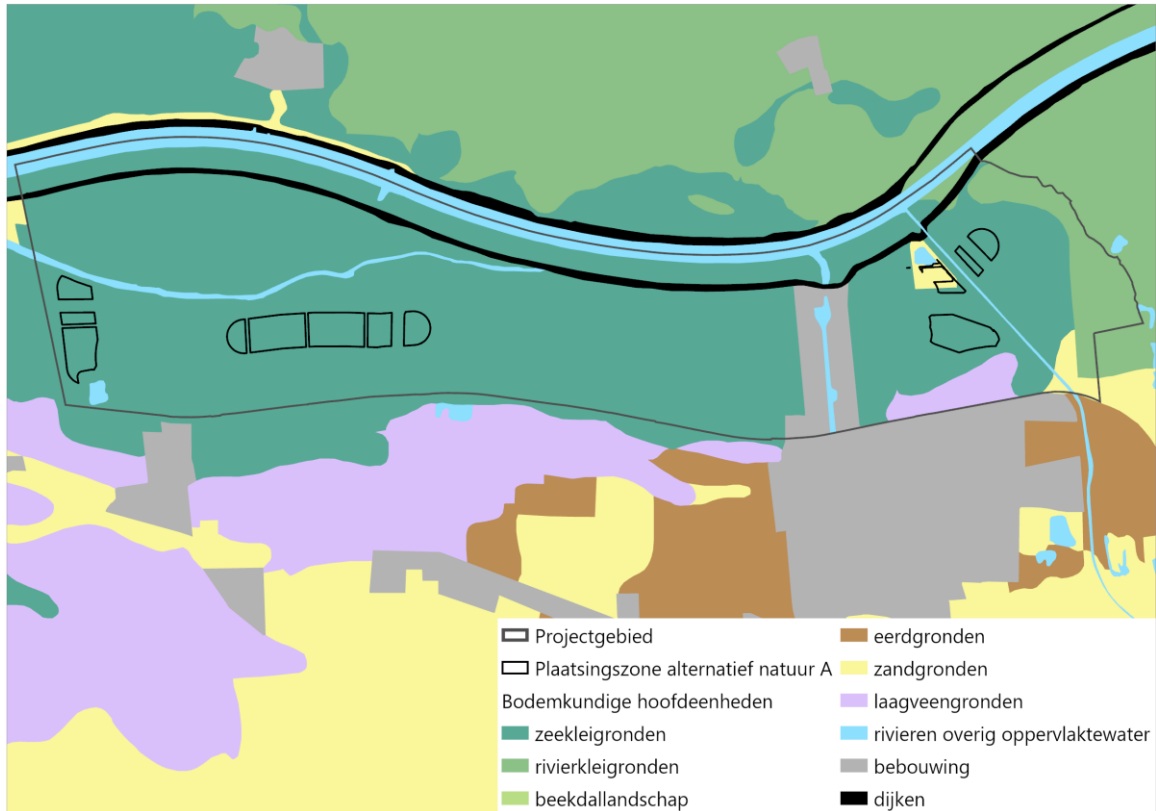 Projectgebied
Plaatsingszone alternatief natuur A
Bodemkundige hoofdeenheden
zeekleigronden
rivierkleigronden
beekdallandschap
eerdgronden
zandgronden
laagveengronden
rivieren overig oppervlaktewater
bebouwing
dijken